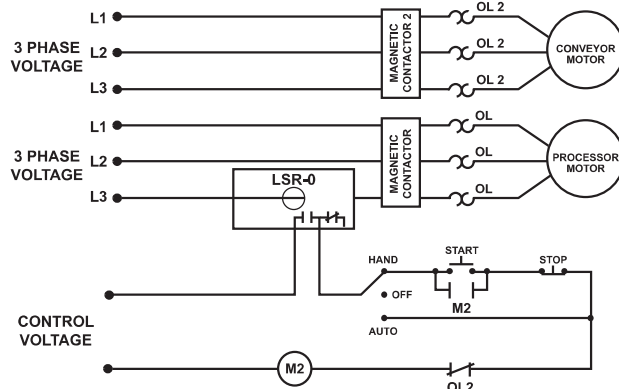 L1
OL 2
3 PHASE
VOLTAGE
L2
OL 2
L3
OL 2
MAGNETIC
CONTACTOR 2
CONVEYOR
MOTOR
L1
OL
3 PHASE
VOLTAGE
L2
OL
L3
OL
MAGNETIC
CONTACTOR
PROCESSOR
MOTOR
LSR-0
HAND
START
STOP
OFF
M2
AUTO
CONTROL
VOLTAGE
M2
OL2